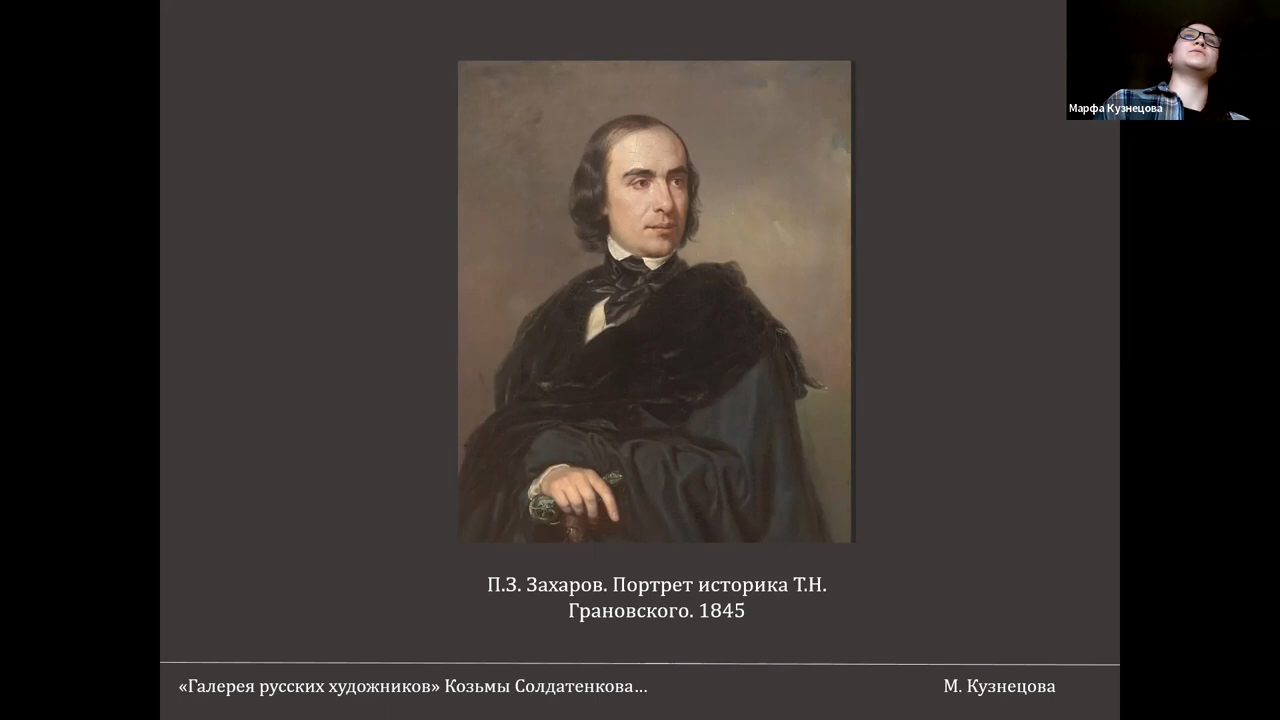 Марфа Кузнецова
П.З. Захаров. Портрет историка Т.Н.
Грановского. 1845
«Галерея русских художников» Козьмы Солдатенкова...
М. Кузнецова